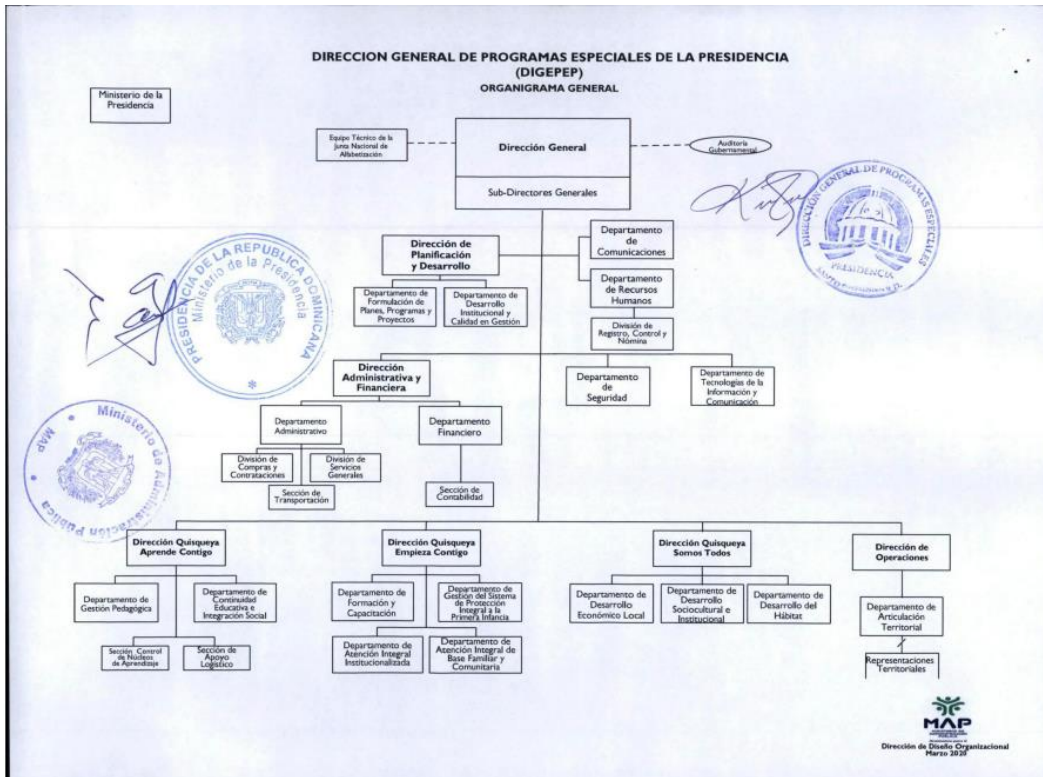 DIRECCION GENERAL DE PROGRAMAS ESPECIALES DE LA PRESIDENCIA
(DIGEPEP)
ORGANIGRAMA GENERAL
Ministerio de la
Presidencia
Equipo Técnico de la
Junta Nacional de
Alfabetización
Dirección General
Auditoría
Gubernamental
Sub-Directores Generales
DIRECCIÓN GENERAL DE PROGRAMAS ESPECIALES
PRESIDENCIA
PRESIDENCIA DE LA REPUBLICA DOMINICANA
Ministerio de la Presidencia
Dirección de
Planificación
y Desarrollo
Departamento
de
Comunicaciones
Departamento
de Recursos
Humanos
Departamento de
Formulación de
Planes, Programas y
Proyectos
Departamento de
Desarrollo
Institucional y
Calidad en Gestión
División de
Registro, Control y
Nómina
Dirección
Administrativa y
Financiera
Departamento
de
Seguridad
Departamento de
Tecnologías de la
Información y
Comunicación
Departamento
Administrativo
Departamento
Financiero
División de
Compras y
Contrataciones
División de
Servicios
Generales
Sección de
Transportación
Sección de
Contabilidad
Ministerio de Administración Pública
MAP
Dirección Quisqueya
Aprende Contigo
Dirección Quisqueya
Empieza Contigo
Dirección Quisqueya
Somos Todos
Dirección de
Operaciones
Departamento de
Gestión Pedagógica
Departamento de
Continuidad
Educativa e
Integración Social
Sección Control
de Núcleos
de Aprendizaje
Sección de
Apoyo
Logístico
Departamento de
Formación y
Capacitación
Departamento de
Gestión del Sistema
de Protección
Integral a la
Primera Infancia
Departamento de
Atención Integral
Institucionalizada
Departamento de
Atención Integral de
Base Familiar y
Comunitaria
Departamento de
Desarrollo
Económico Local
Departamento de
Desarrollo
Sociocultural e
Institucional
Departamento de
Desarrollo del
Hábitat
Departamento de
Articulación
Territorial
Representaciones
Territoriales
MAP
Dirección de Diseño Organizacional
Marzo 2020